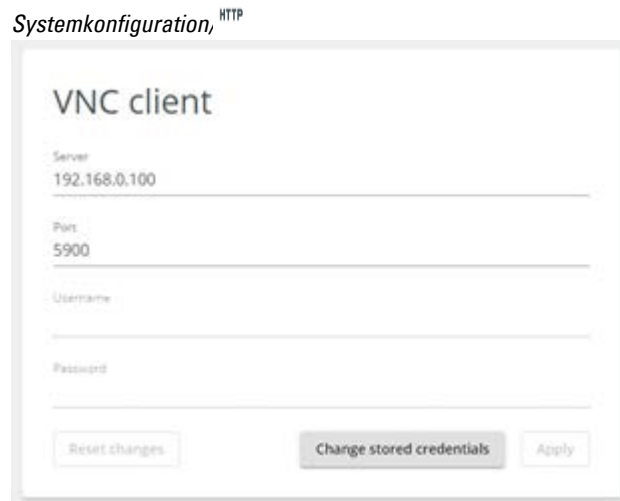 Systemkonfiguration, HTTP
VNC client
Server
192.168.0.100
Port
5900
Username
Password
Reset changes
Change stored credentials
Apply